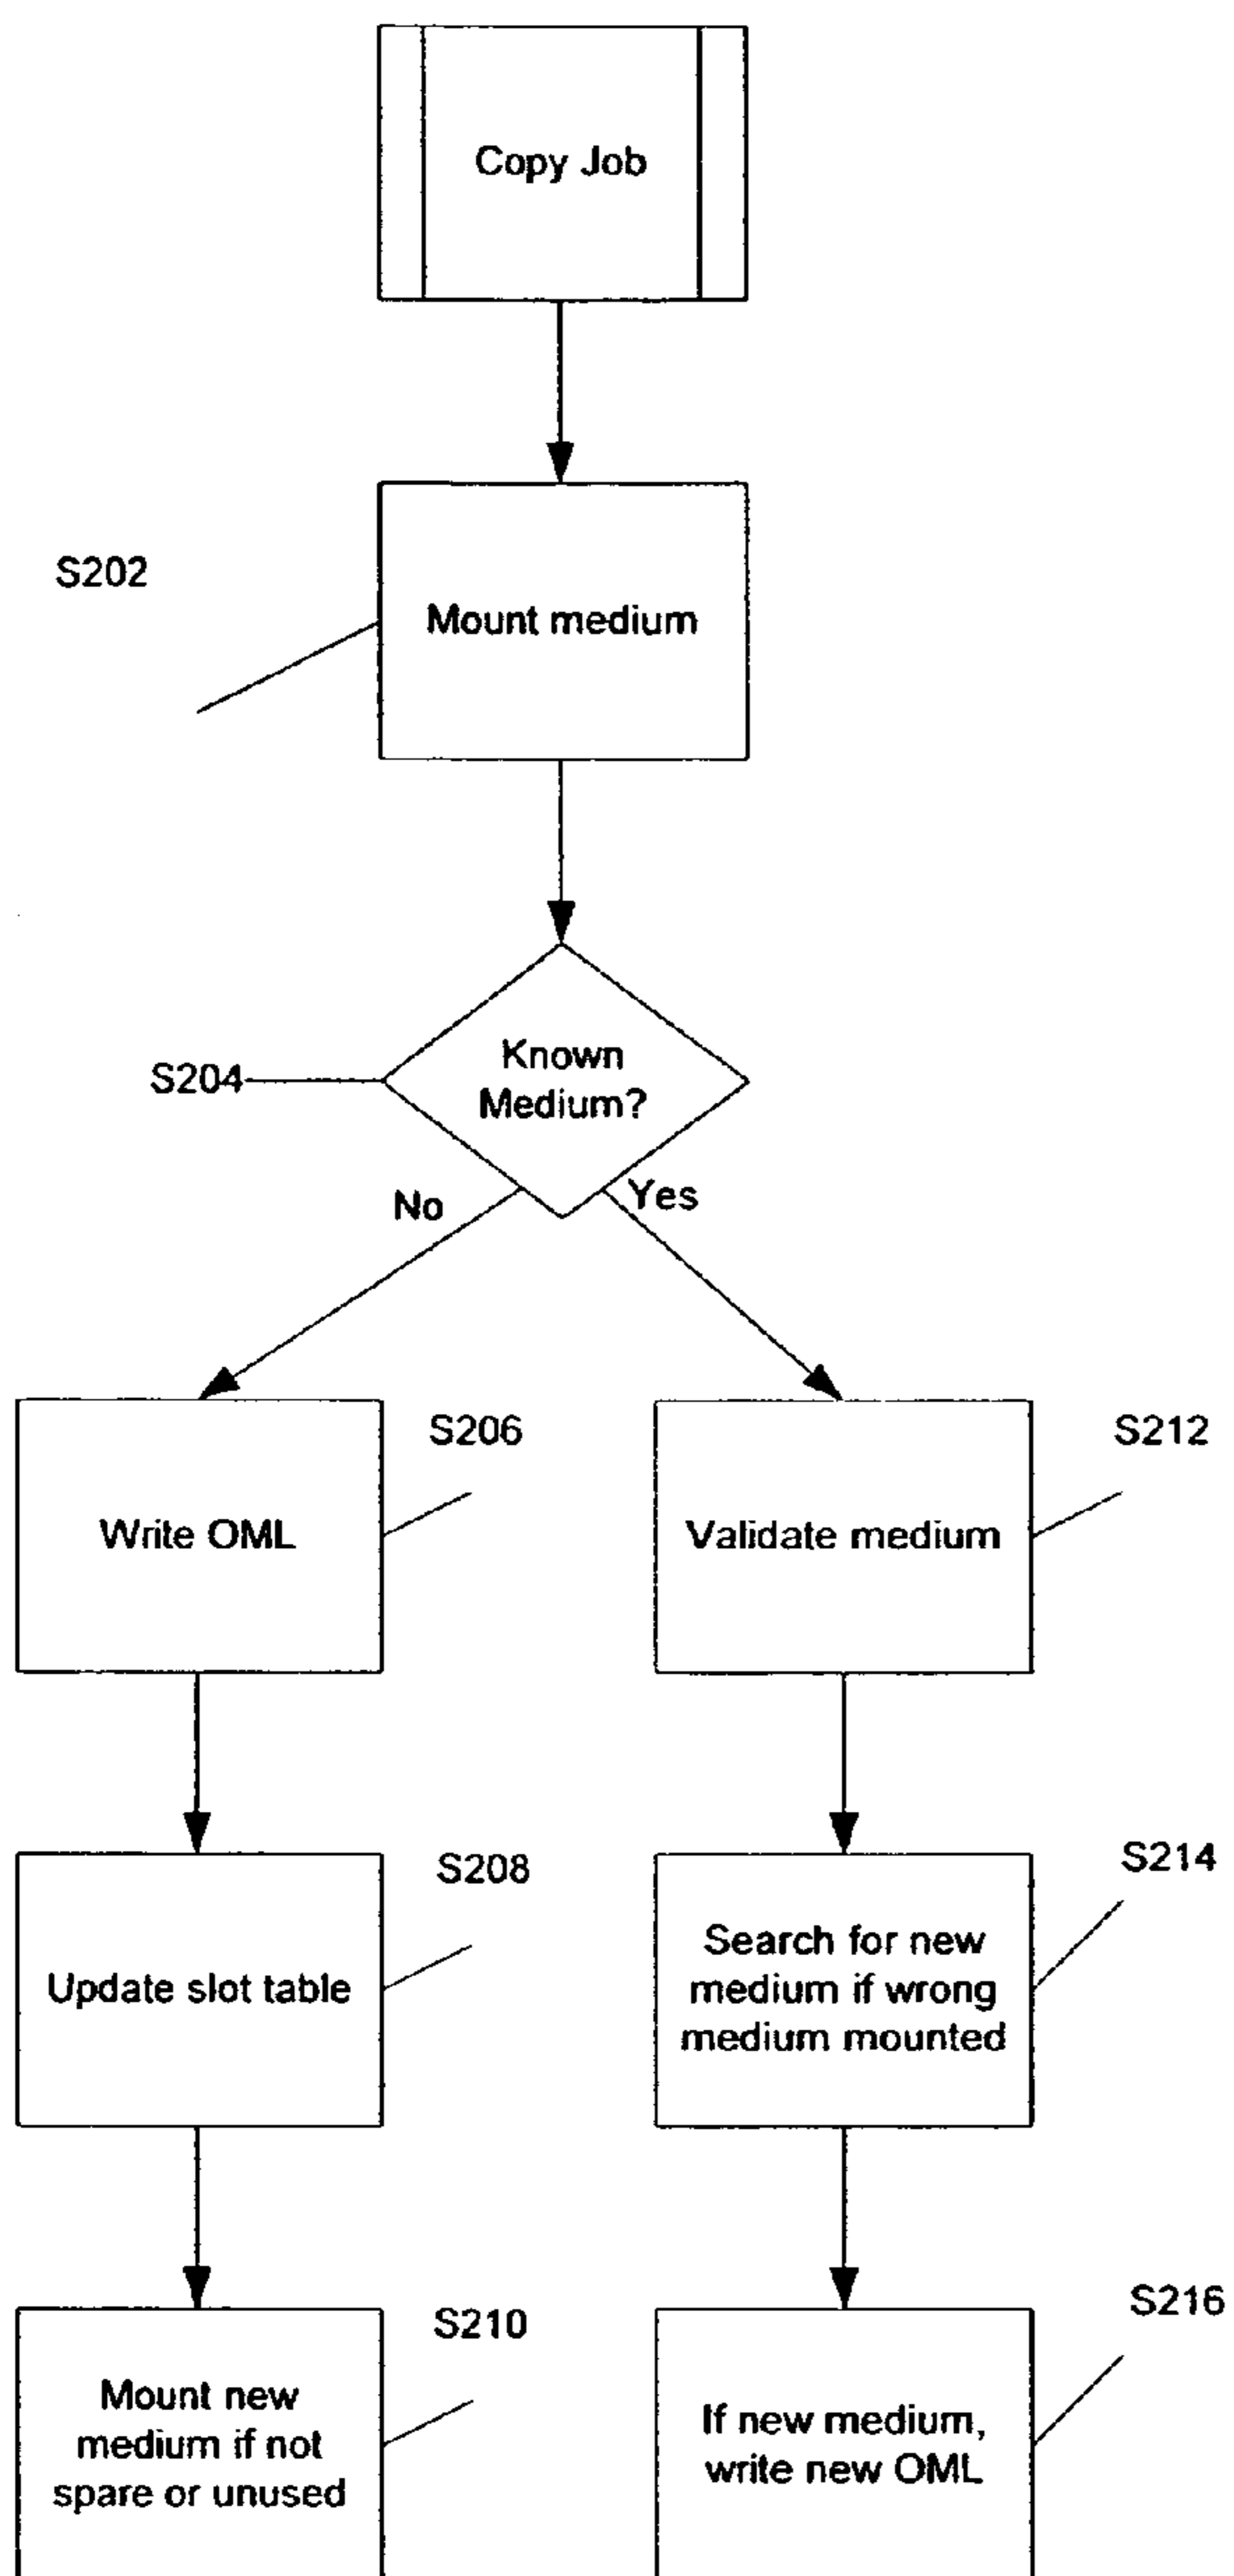 Copy Job
S202
Mount medium
S204
Known
Medium?
No
Yes
S206
S212
Write OML
Validate medium
S208
S214
Update slot table
Search for new
medium if wrong
medium mounted
S210
S216
Mount new
medium if not
spare or unused
If new medium,
write new OML